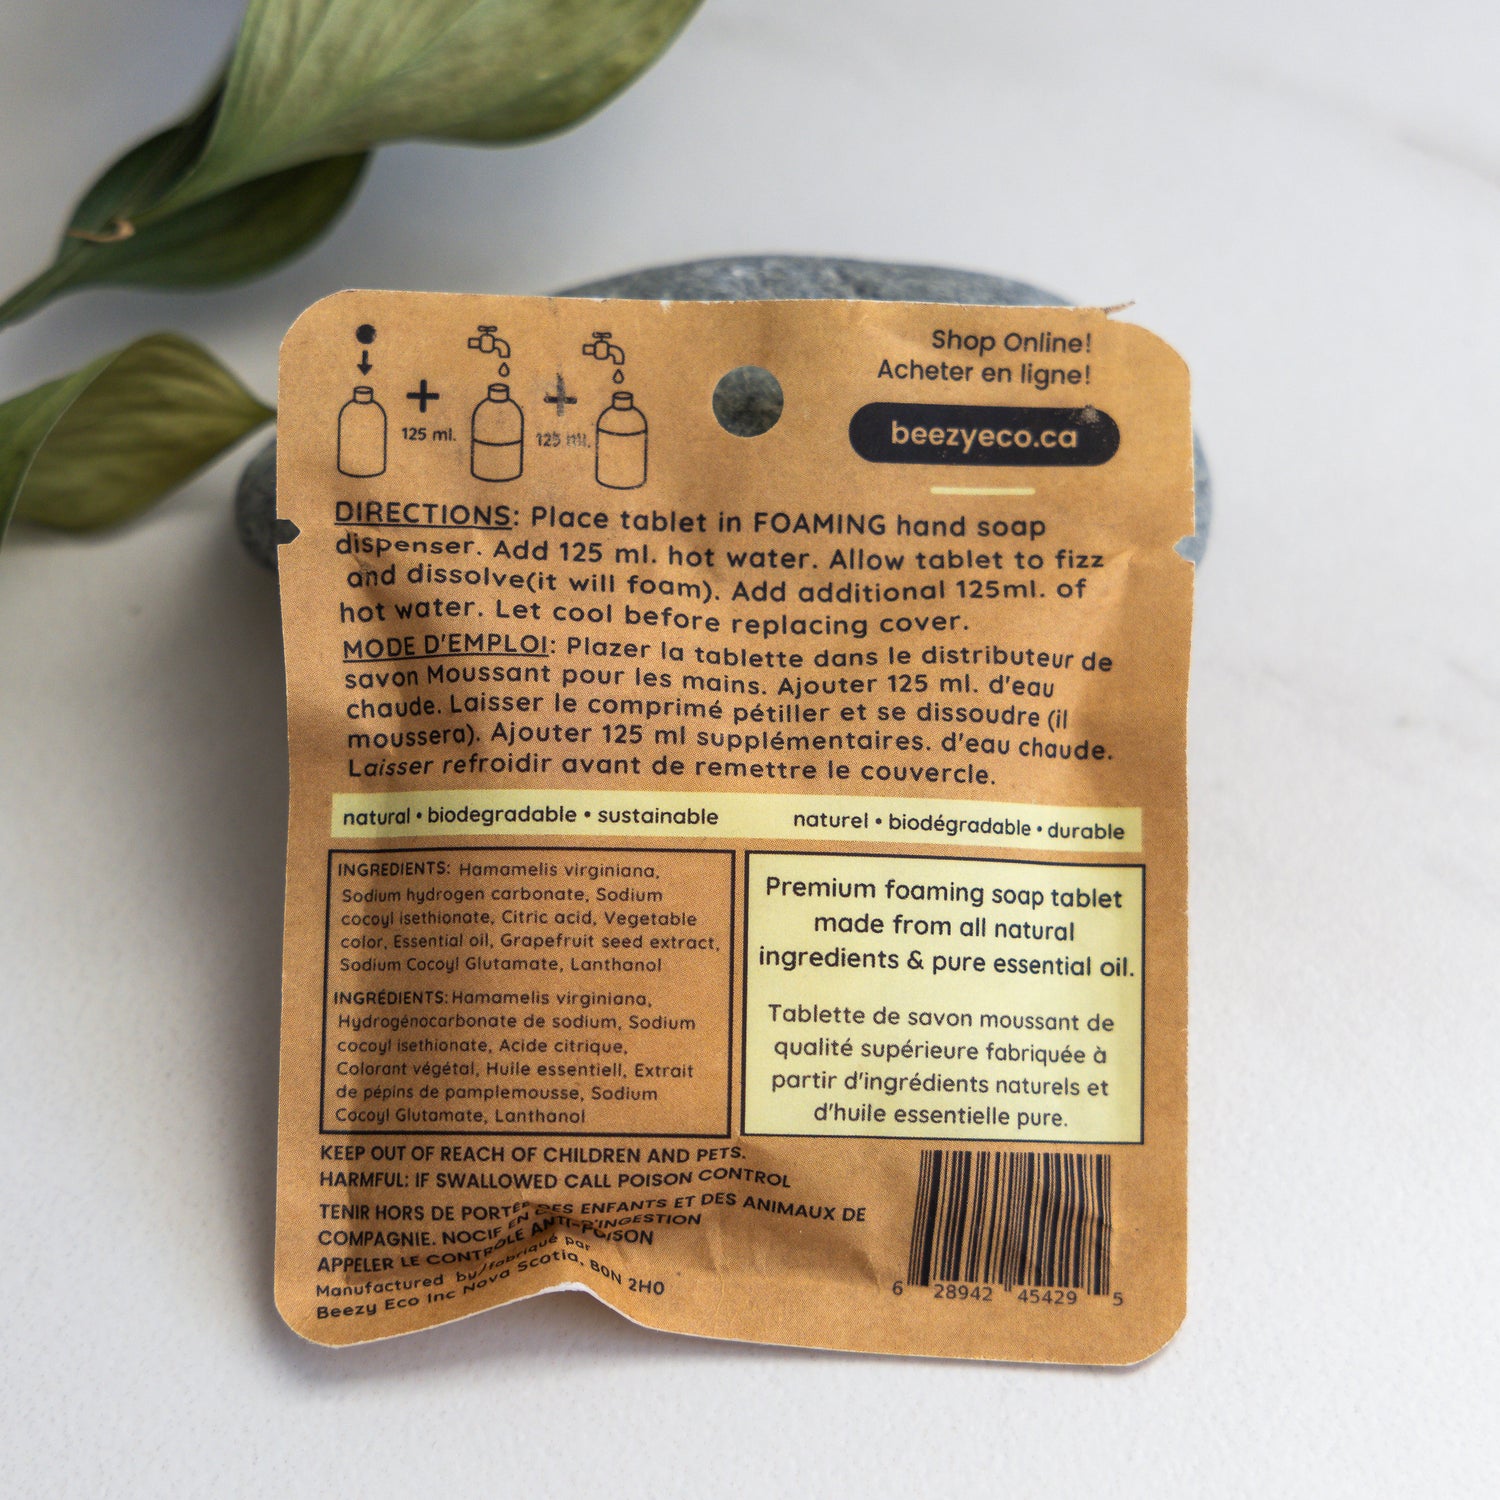 125 ml.
125 ml.
Shop Online!
Acheter en ligne!
beezyeco.ca
DIRECTIONS: Place tablet in FOAMING hand soap
dispenser. Add 125 ml. hot water. Allow tablet to fizz
and dissolve(it will foam). Add additional 125ml. of
hot water. Let cool before replacing cover.
MODE D'EMPLOI: Plazer la tablette dans le distributeur de
savon Moussant pour les mains. Ajouter 125 ml. d'eau
chaude. Laisser le comprimé pétiller et se dissoudre (il
moussera). Ajouter 125 ml supplémentaires. d'eau chaude.
Laisser refroidir avant de remettre le couvercle.
natural • biodegradable • sustainable
naturel • biodégradable • durable
INGREDIENTS: Hamamelis virginiana,
Sodium hydrogen carbonate, Sodium
cocoyl isethionate, Citric acid, Vegetable
color, Essential oil, Grapefruit seed extract,
Sodium Cocoyl Glutamate, Lanthanol
INGRÉDIENTS: Hamamelis virginiana,
Hydrogénocarbonate de sodium, Sodium
cocoyl isethionate, Acide citrique,
Colorant végétal, Huile essentiell, Extrait
de pépins de pamplemousse, Sodium
Cocoyl Glutamate, Lanthanol
Premium foaming soap tablet
made from all natural
ingredients & pure essential oil.
Tablette de savon moussant de
qualité supérieure fabriquée à
partir d'ingrédients naturels et
d'huile essentielle pure.
KEEP OUT OF REACH OF CHILDREN AND PETS.
HARMFUL: IF SWALLOWED CALL POISON CONTROL
TENIR HORS DE PORTÉE DES ENFANTS ET DES ANIMAUX DE
COMPAGNIE. NOCIF EN D'INGESTION
APPELER LE CONTRÔLE ANTI-POISON
Manufactured by/fabriqué par
Beezy Eco Inc Nova Scotia. B0N 2H0
6 28942 45429 5